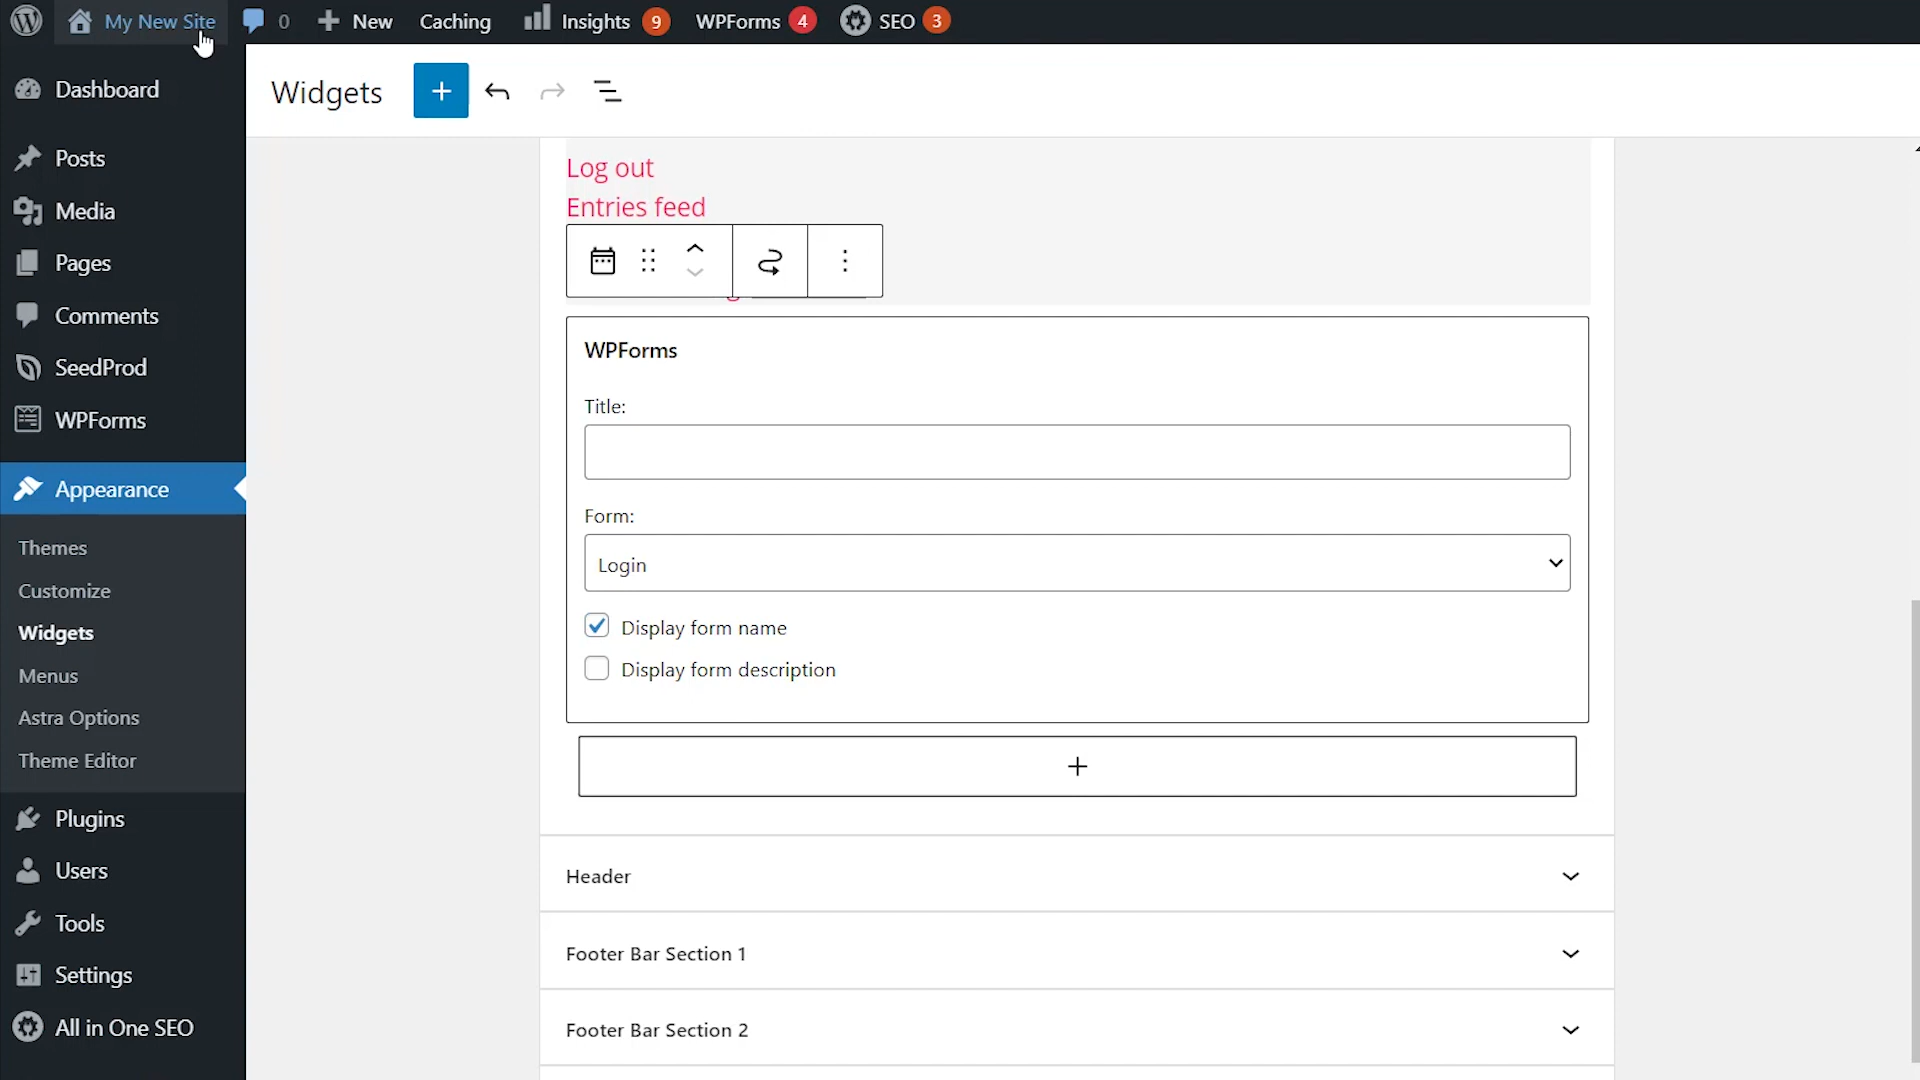 My New Site 0 New Caching Insights 9 WPForms 4 SEO 3
Dashboard
Posts
Media
Pages
Comments
SeedProd
WPForms
Appearance
Themes
Customize
Widgets
Menus
Astra Options
Theme Editor
Plugins
Users
Tools
Settings
All in One SEO
Widgets
Log out
Entries feed
WPForms
Title:
Form:
Login
Display form name
Display form description
Header
Footer Bar Section 1
Footer Bar Section 2